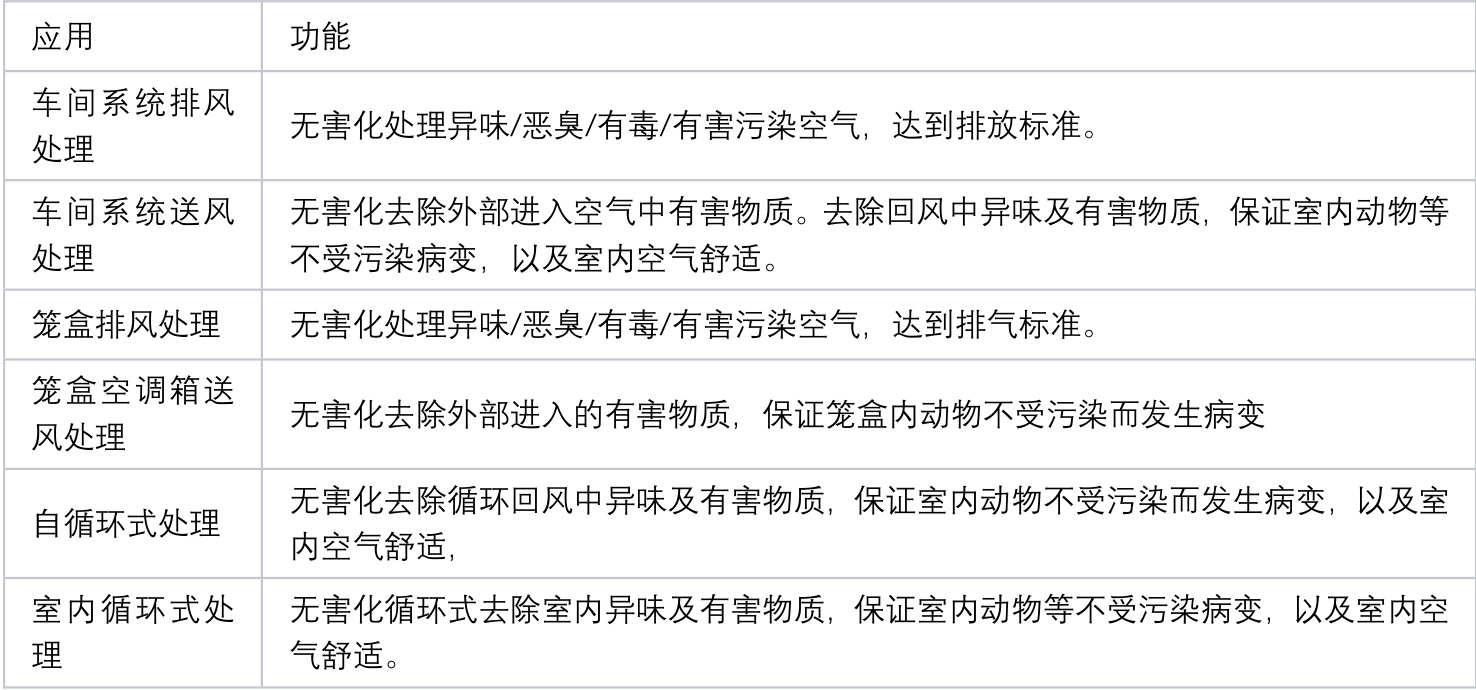 应用
功能
车间系统排风
处理
无害化处理异味/恶臭/有毒/有害污染空气，达到排放标准。
车间系统送风
处理
无害化去除外部进入空气中有害物质。去除回风中异味及有害物质，保证室内动物等
不受污染病变，以及室内空气舒适。
笼盒排风处理
无害化处理异味/恶臭/有毒/有害污染空气，达到排气标准。
笼盒空调箱送
风处理
无害化去除外部进入的有害物质，保证笼盒内动物不受污染而发生病变
自循环式处理
无害化去除循环回风中异味及有害物质，保证室内动物不受污染而发生病变，以及室
内空气舒适，
室内循环式处
理
无害化循环式去除室内异味及有害物质，保证室内动物等不受污染病变，以及室内空
气舒适。